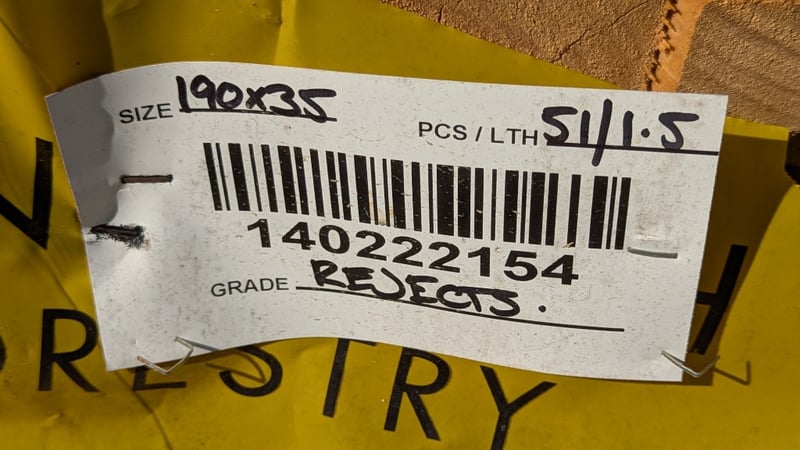 SIZE 190x35
PCS / LTH 51/1.5
140222154
GRADE REJECTS.
ORESTRY